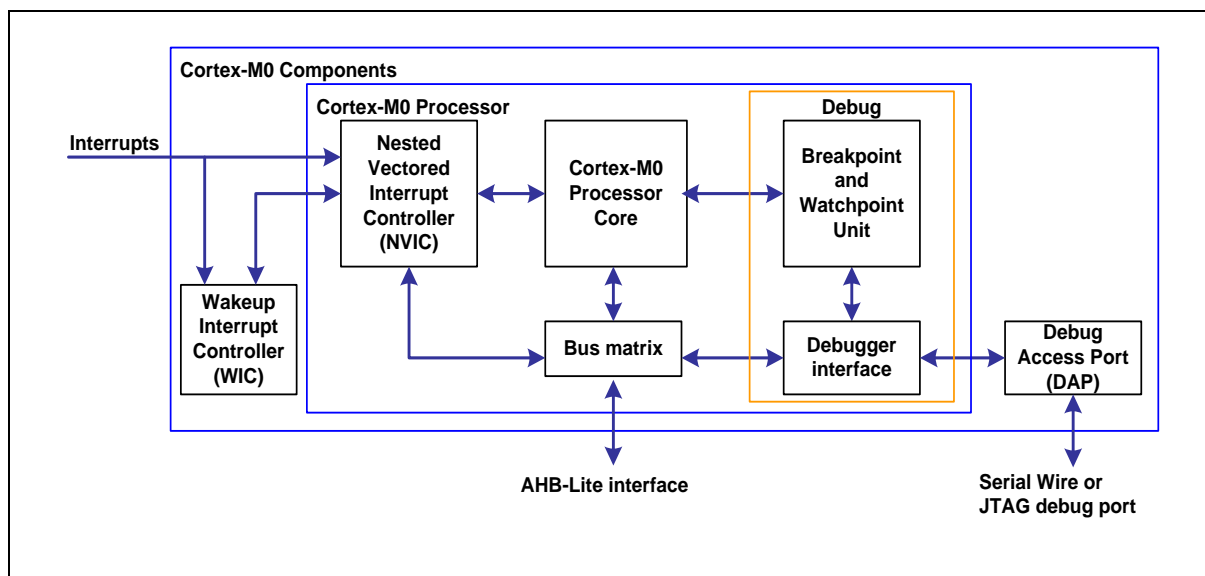 Cortex-M0 Components
Cortex-M0 Processor
Debug
Interrupts
Nested
Vectored
Interrupt
Controller
(NVIC)
Cortex-M0
Processor
Core
Breakpoint
and
Watchpoint
Unit
Wakeup
Interrupt
Controller
(WIC)
Bus matrix
Debugger
interface
Debug
Access Port
(DAP)
AHB-Lite interface
Serial Wire or
JTAG debug port